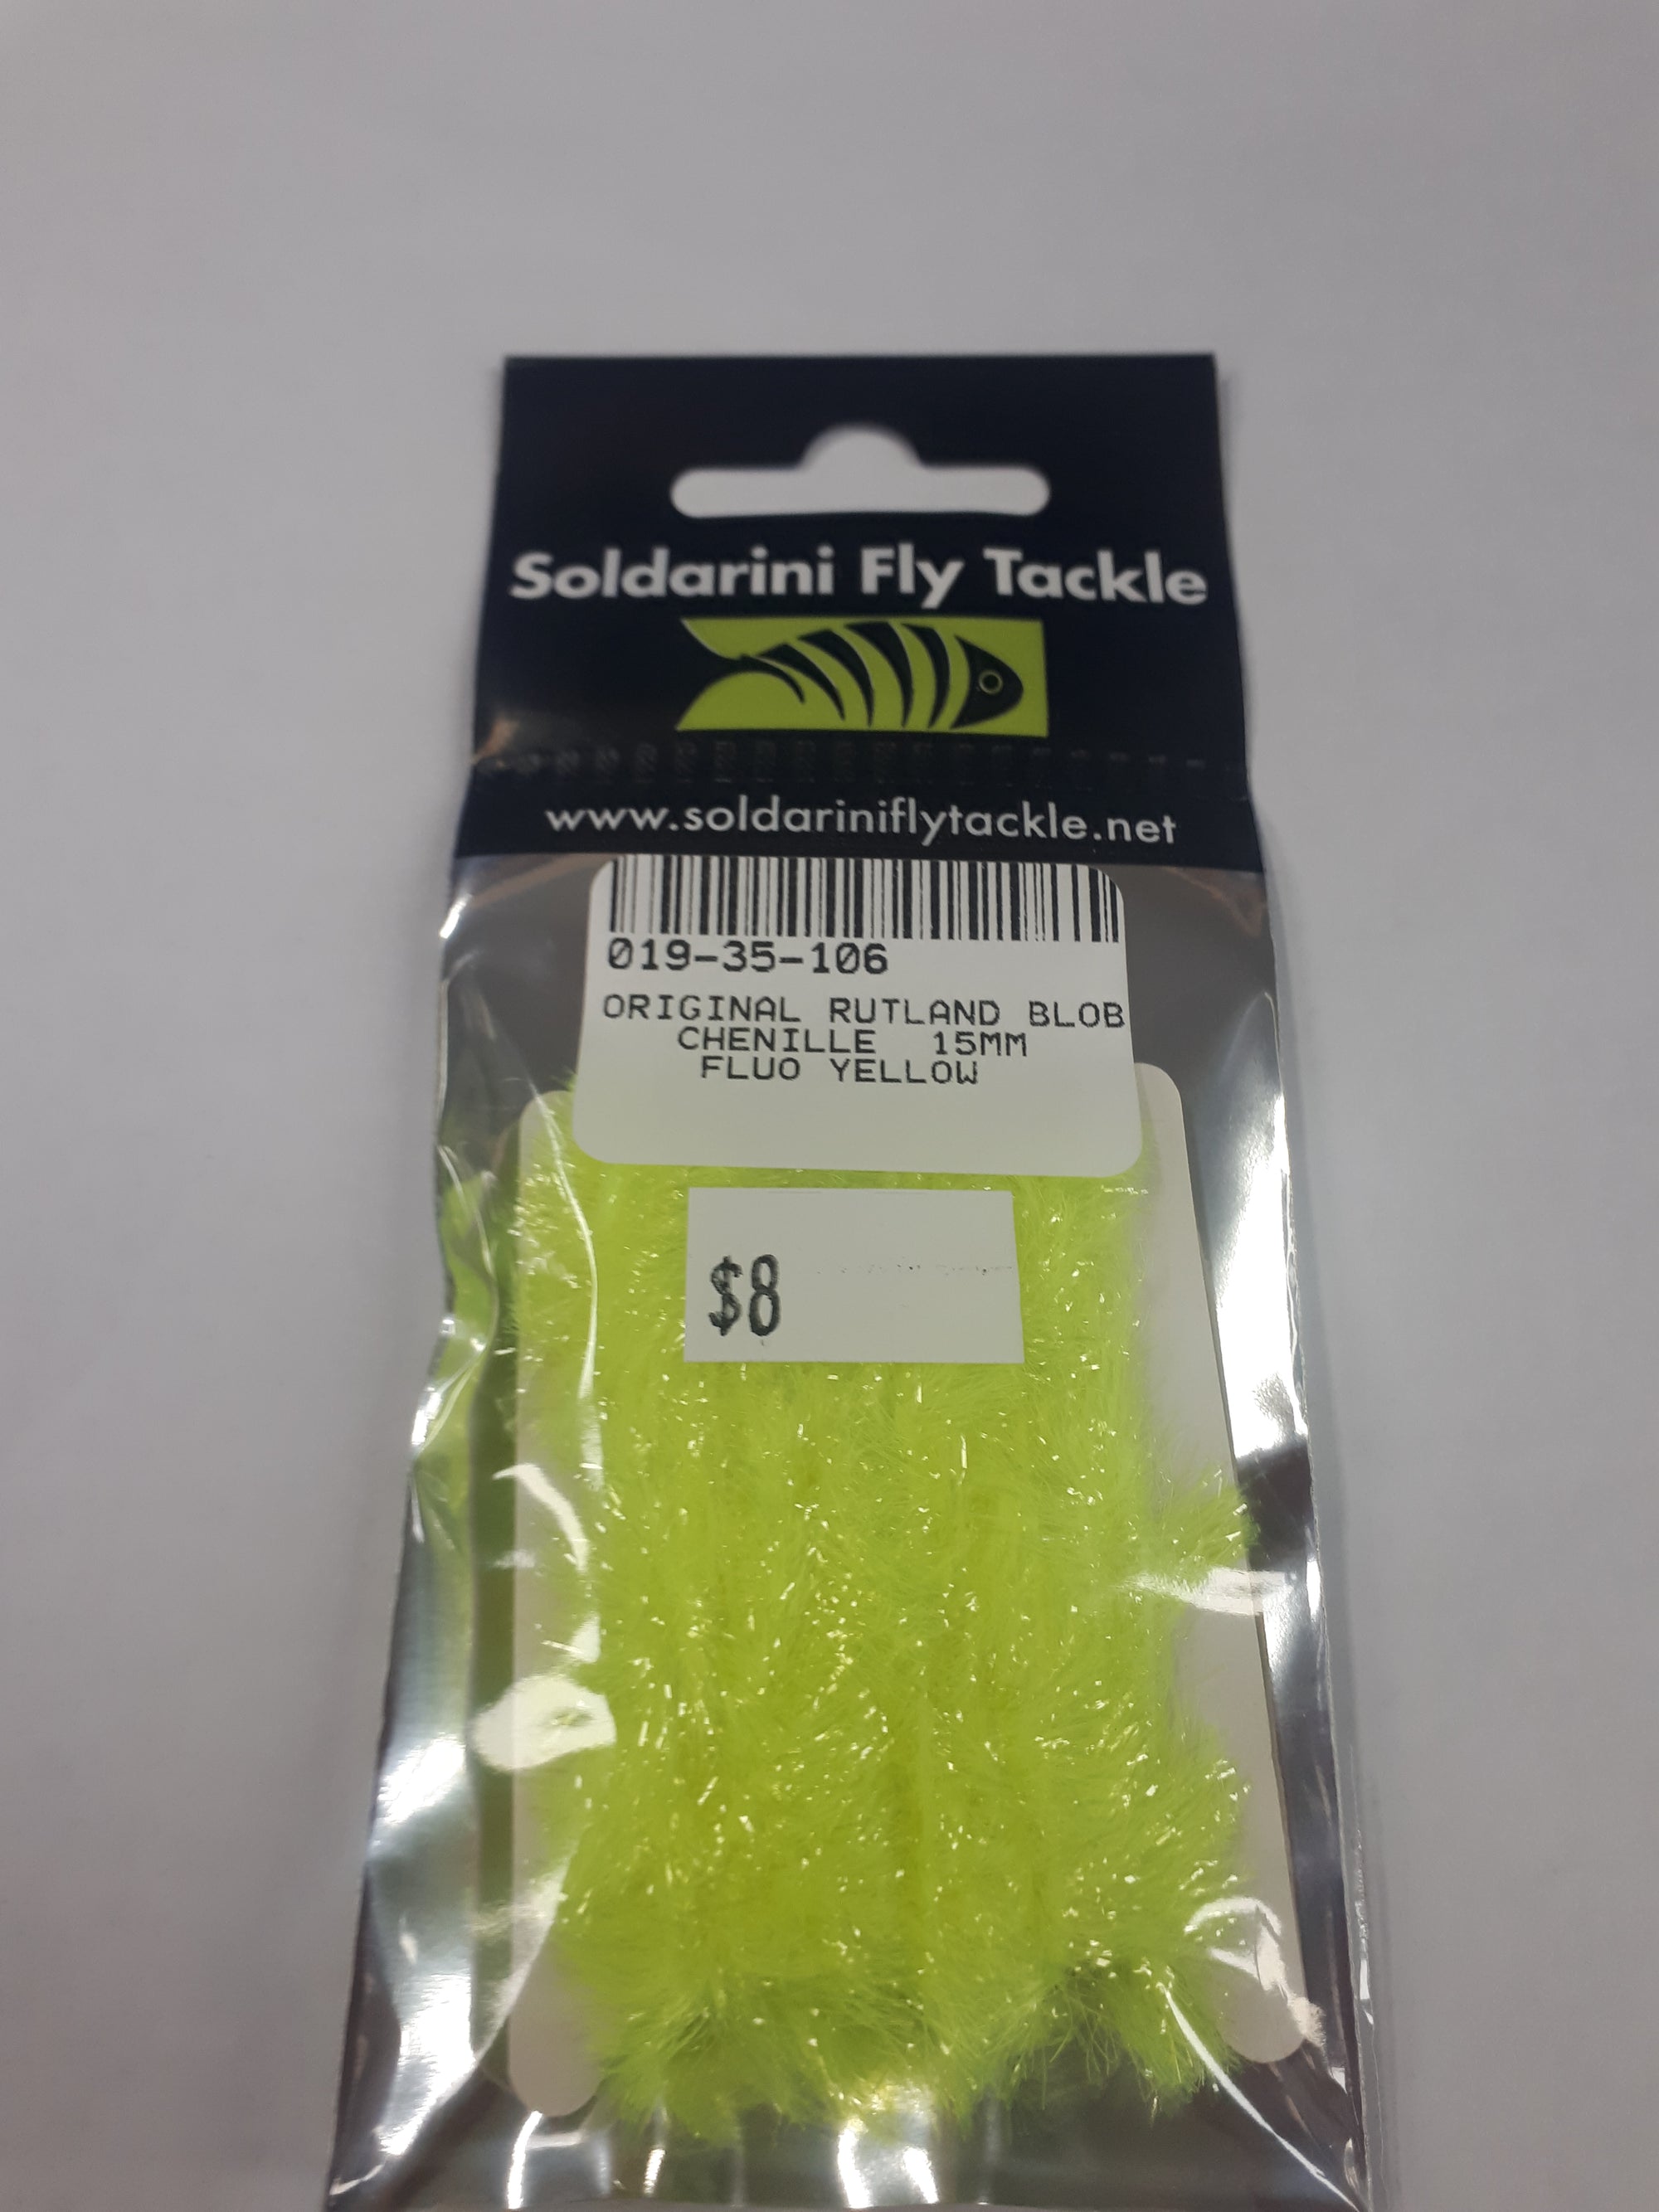 Soldarini Fly Tackle
www.soldariniflytackle.net
019-35-106
ORIGINAL RUTLAND BLOB
CHENILLE 15MM
FLUO YELLOW
$8